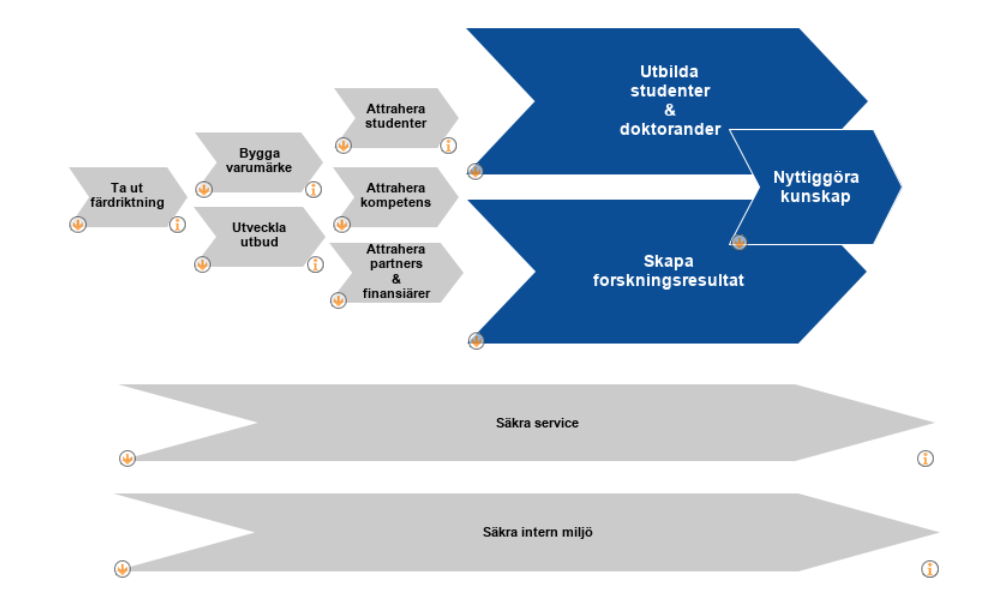 Ta ut
färdriktning
Bygga
varumärke
Utveckla
utbud
Attrahera
studenter
Attrahera
kompetens
Attrahera
partners
&
finansiärer
Utbilda
studenter
&
doktorander
Skapa
forskningsresultat
Nyttiggöra
kunskap
Säkra service
Säkra intern miljö